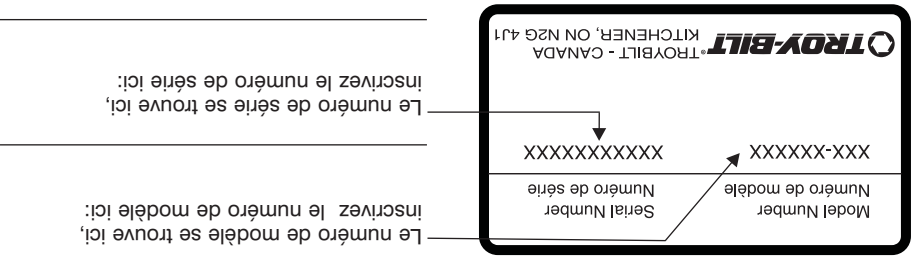 Model Number
Numéro de modèle
Serial Number
Numéro de série
XXX-XXXXXX
XXXXXXXXXXX
TROY-BILT
TROYBILT - CANADA
KITCHENER, ON N2G 4J1
Le numéro de modèle se trouve ici,
inscrivez le numéro de modèle ici:
Le numéro de série se trouve ici,
inscrivez le numéro de série ici: